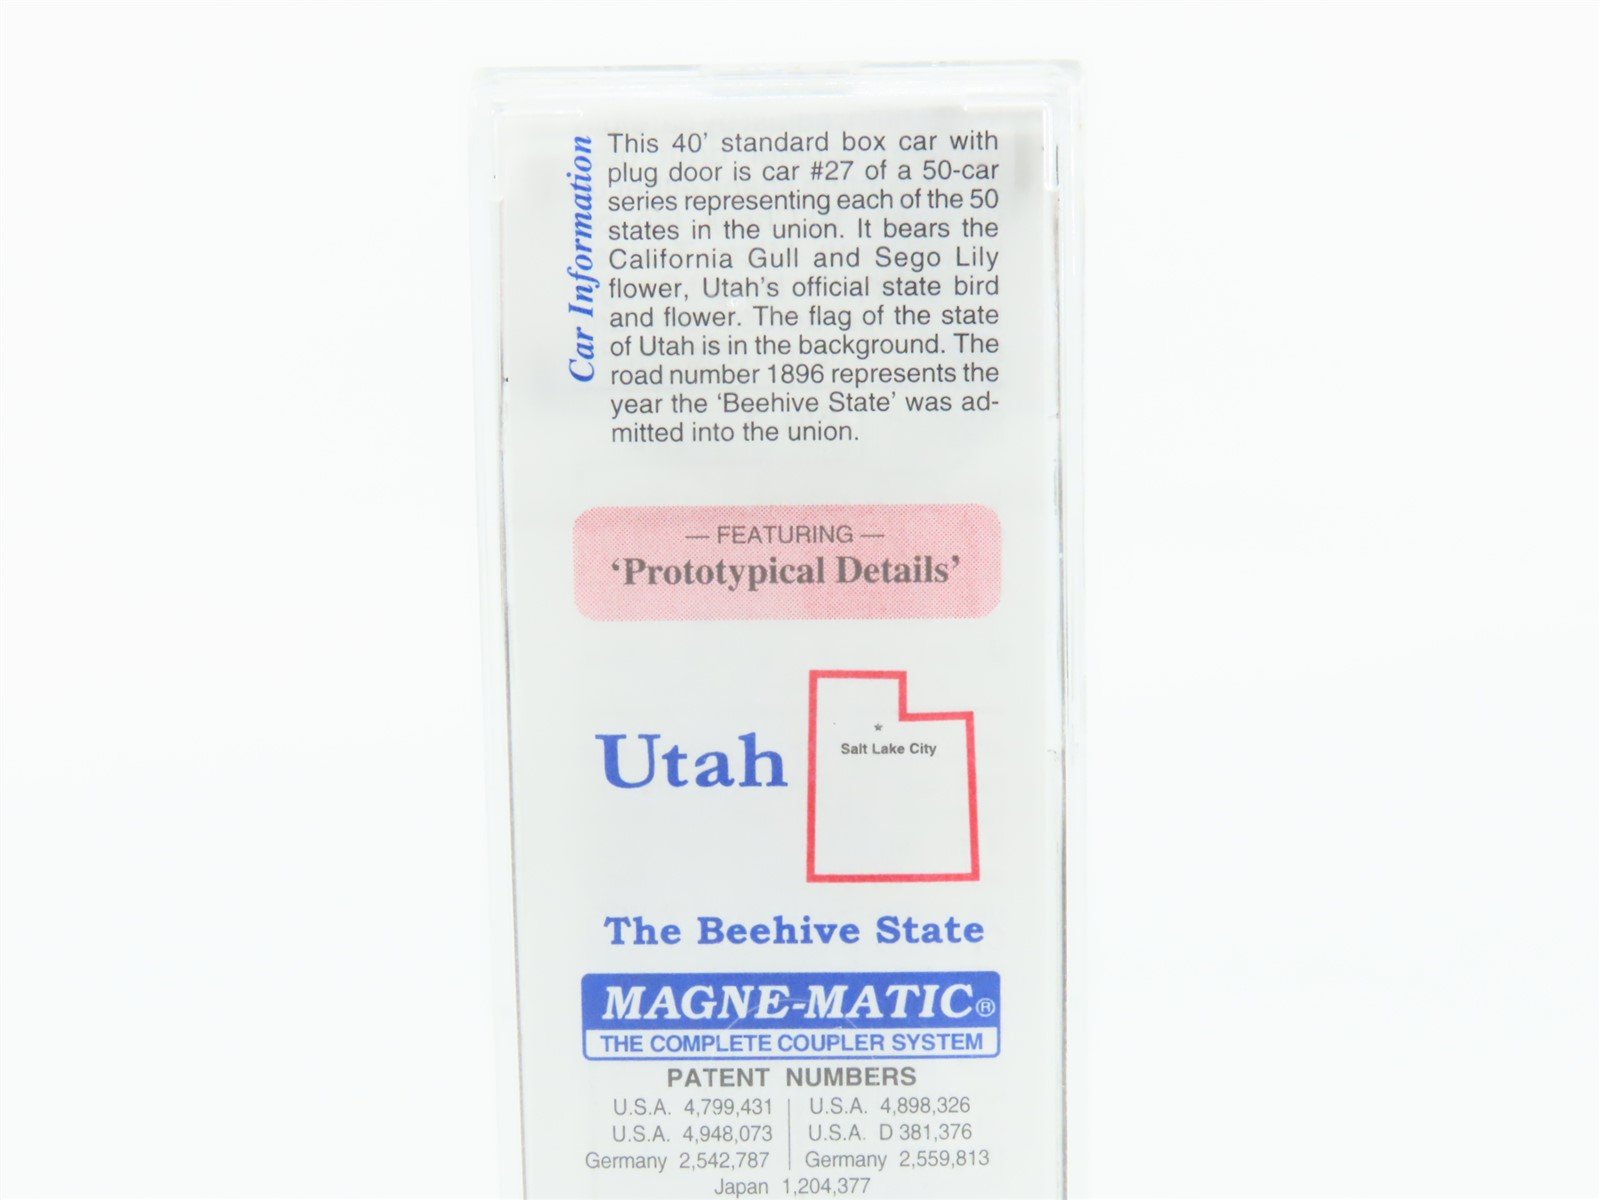 Car Information
This 40’ standard box car with
plug door is car #27 of a 50-car
series representing each of the 50
states in the union. It bears the
California Gull and Sego Lily
flower, Utah’s official state bird
and flower. The flag of the state
of Utah is in the background. The
road number 1896 represents the
year the ‘Beehive State’ was ad-
mitted into the union.
— FEATURING —
‘Prototypical Details’
Utah
Salt Lake City
The Beehive State
MAGNE-MATIC®
THE COMPLETE COUPLER SYSTEM
PATENT NUMBERS
U.S.A. 4,799,431 | U.S.A. 4,898,326
U.S.A. 4,948,073 | U.S.A. D 381,376
Germany 2,542,787 | Germany 2,559,813
Japan 1,204,377